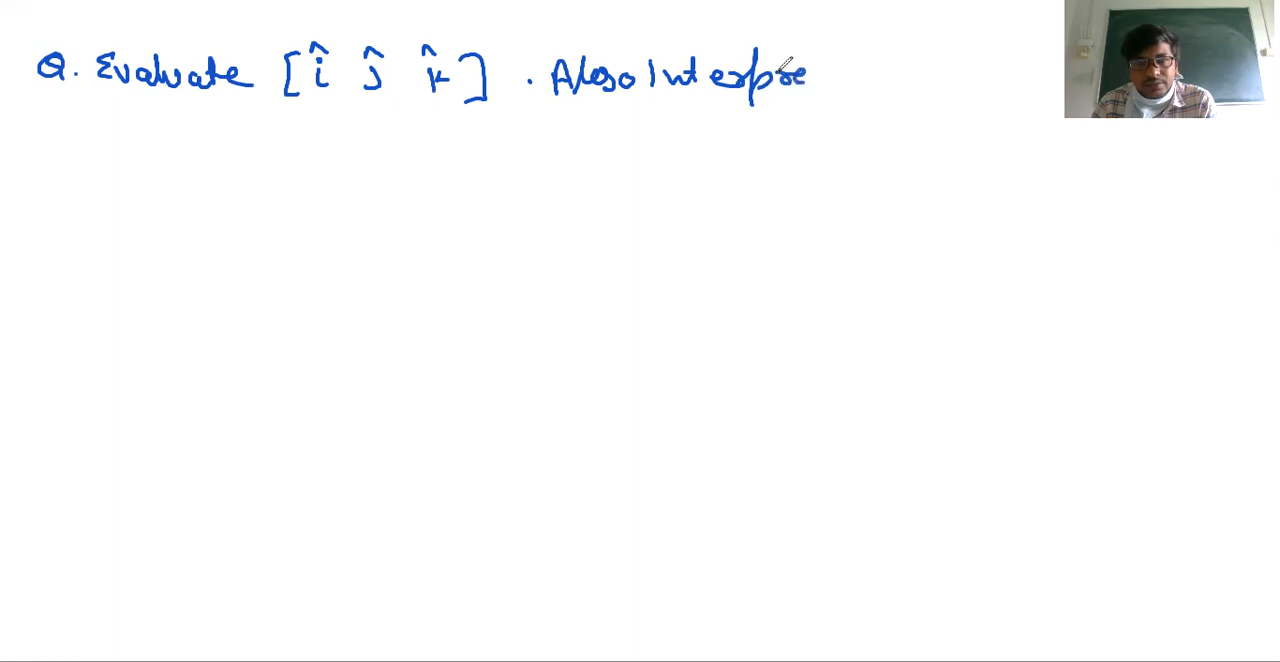 Q. Evaluate [î ĵ k̂] . Also Interpre